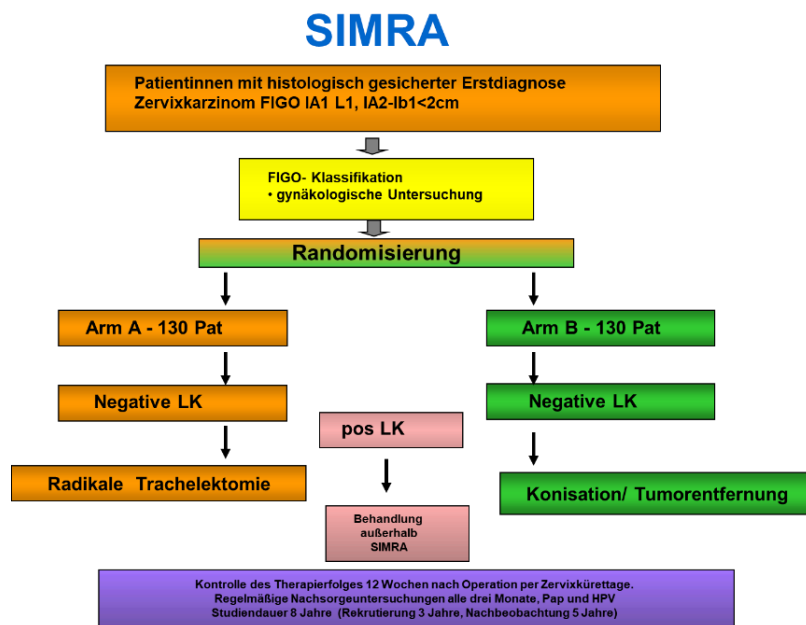 SIMRA
Patientinnen mit histologisch gesicherter Erstdiagnose
Zervixkarzinom FIGO IA1 L1, IA2-Ib1<2cm
FIGO- Klassifikation
• gynäkologische Untersuchung
Randomisierung
Arm A - 130 Pat
Arm B - 130 Pat
Negative LK
Negative LK
pos LK
Radikale Trachelektomie
Konisation/ Tumorentfernung
Behandlung
außerhalb
SIMRA
Kontrolle des Therapierfolges 12 Wochen nach Operation per Zervixkürettage.
Regelmäßige Nachsorgeuntersuchungen alle drei Monate, Pap und HPV
Studiendauer 8 Jahre (Rekrutierung 3 Jahre, Nachbeobachtung 5 Jahre)